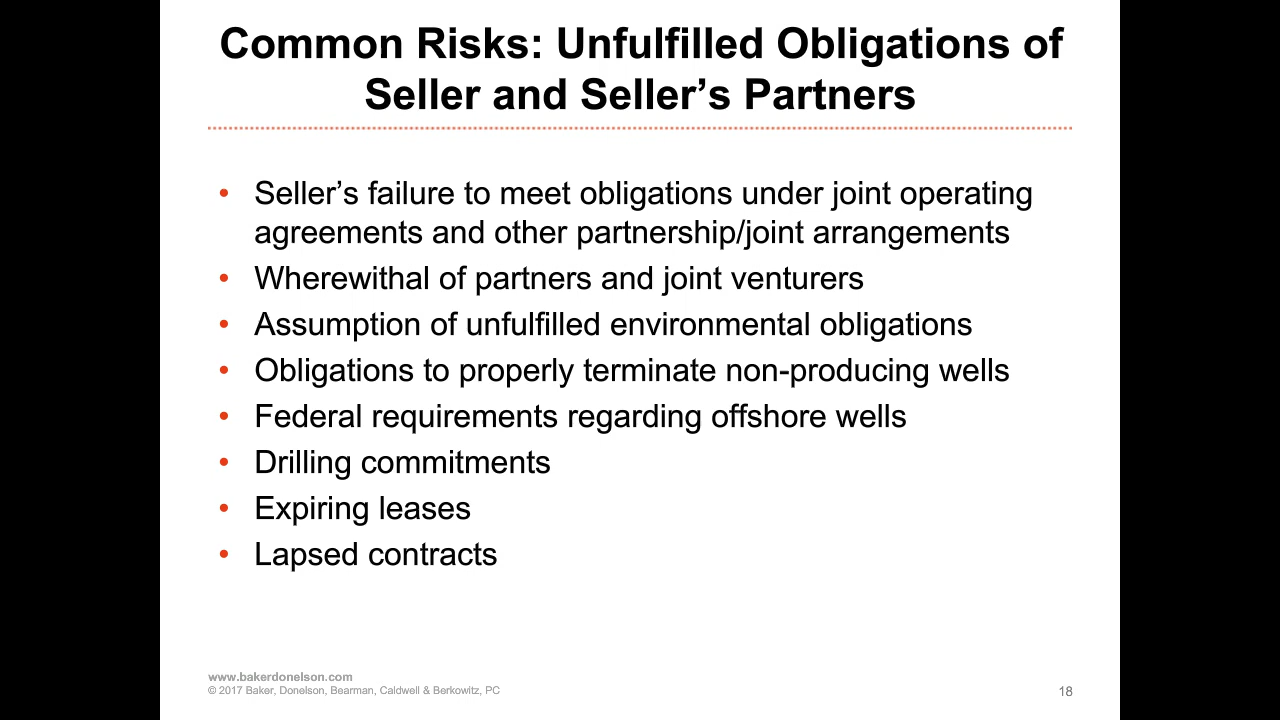 Common Risks: Unfulfilled Obligations of
Seller and Seller’s Partners
• Seller’s failure to meet obligations under joint operating
agreements and other partnership/joint arrangements
• Wherewithal of partners and joint venturers
• Assumption of unfulfilled environmental obligations
• Obligations to properly terminate non-producing wells
• Federal requirements regarding offshore wells
• Drilling commitments
• Expiring leases
• Lapsed contracts
www.bakerdonelson.com
© 2017 Baker, Donelson, Bearman, Caldwell & Berkowitz, PC
18